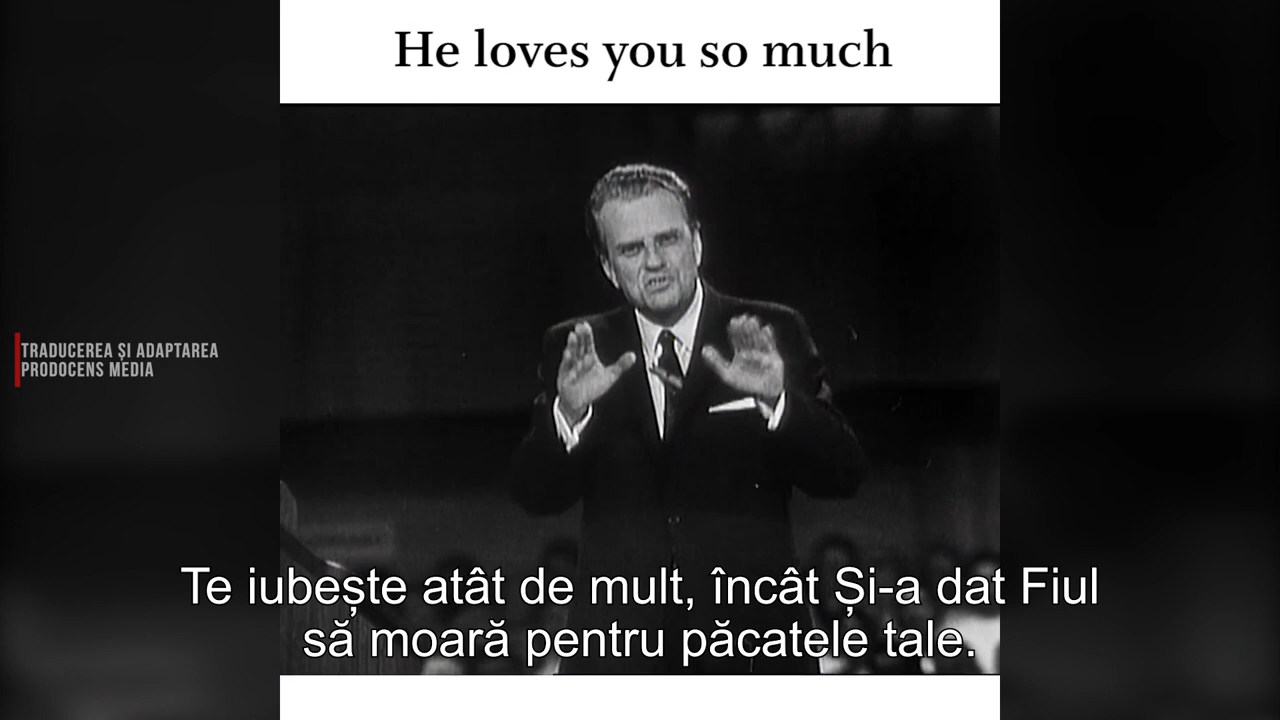 He loves you so much
TRADUCEREA ȘI ADAPTAREA
PRODOCENS MEDIA
Te iubește atât de mult, încât Și-a dat Fiul
să moară pentru păcatele tale.